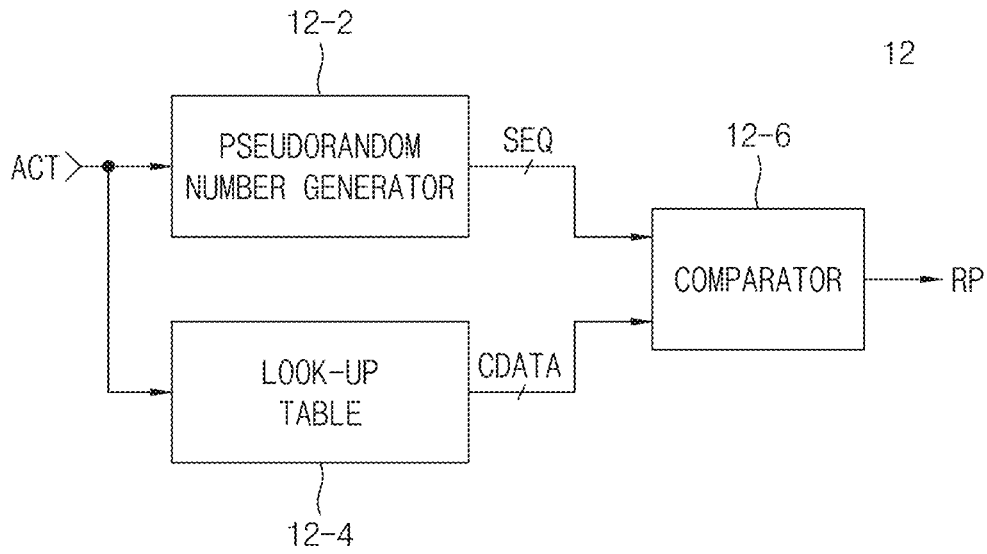 12-2
12
PSEUDORANDOM
NUMBER GENERATOR
ACT
SEQ
12-6
COMPARATOR
RP
LOOK-UP
TABLE
CDATA
12-4